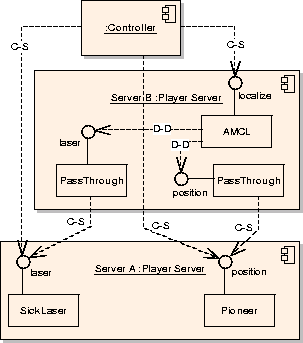 :Controller
C-S
C-S
Server B :Player Server
localize
D-D
AMCL
laser
D-D
PassThrough
position
PassThrough
C-S
C-S
C-S
laser
Server A :Player Server
position
SickLaser
Pioneer